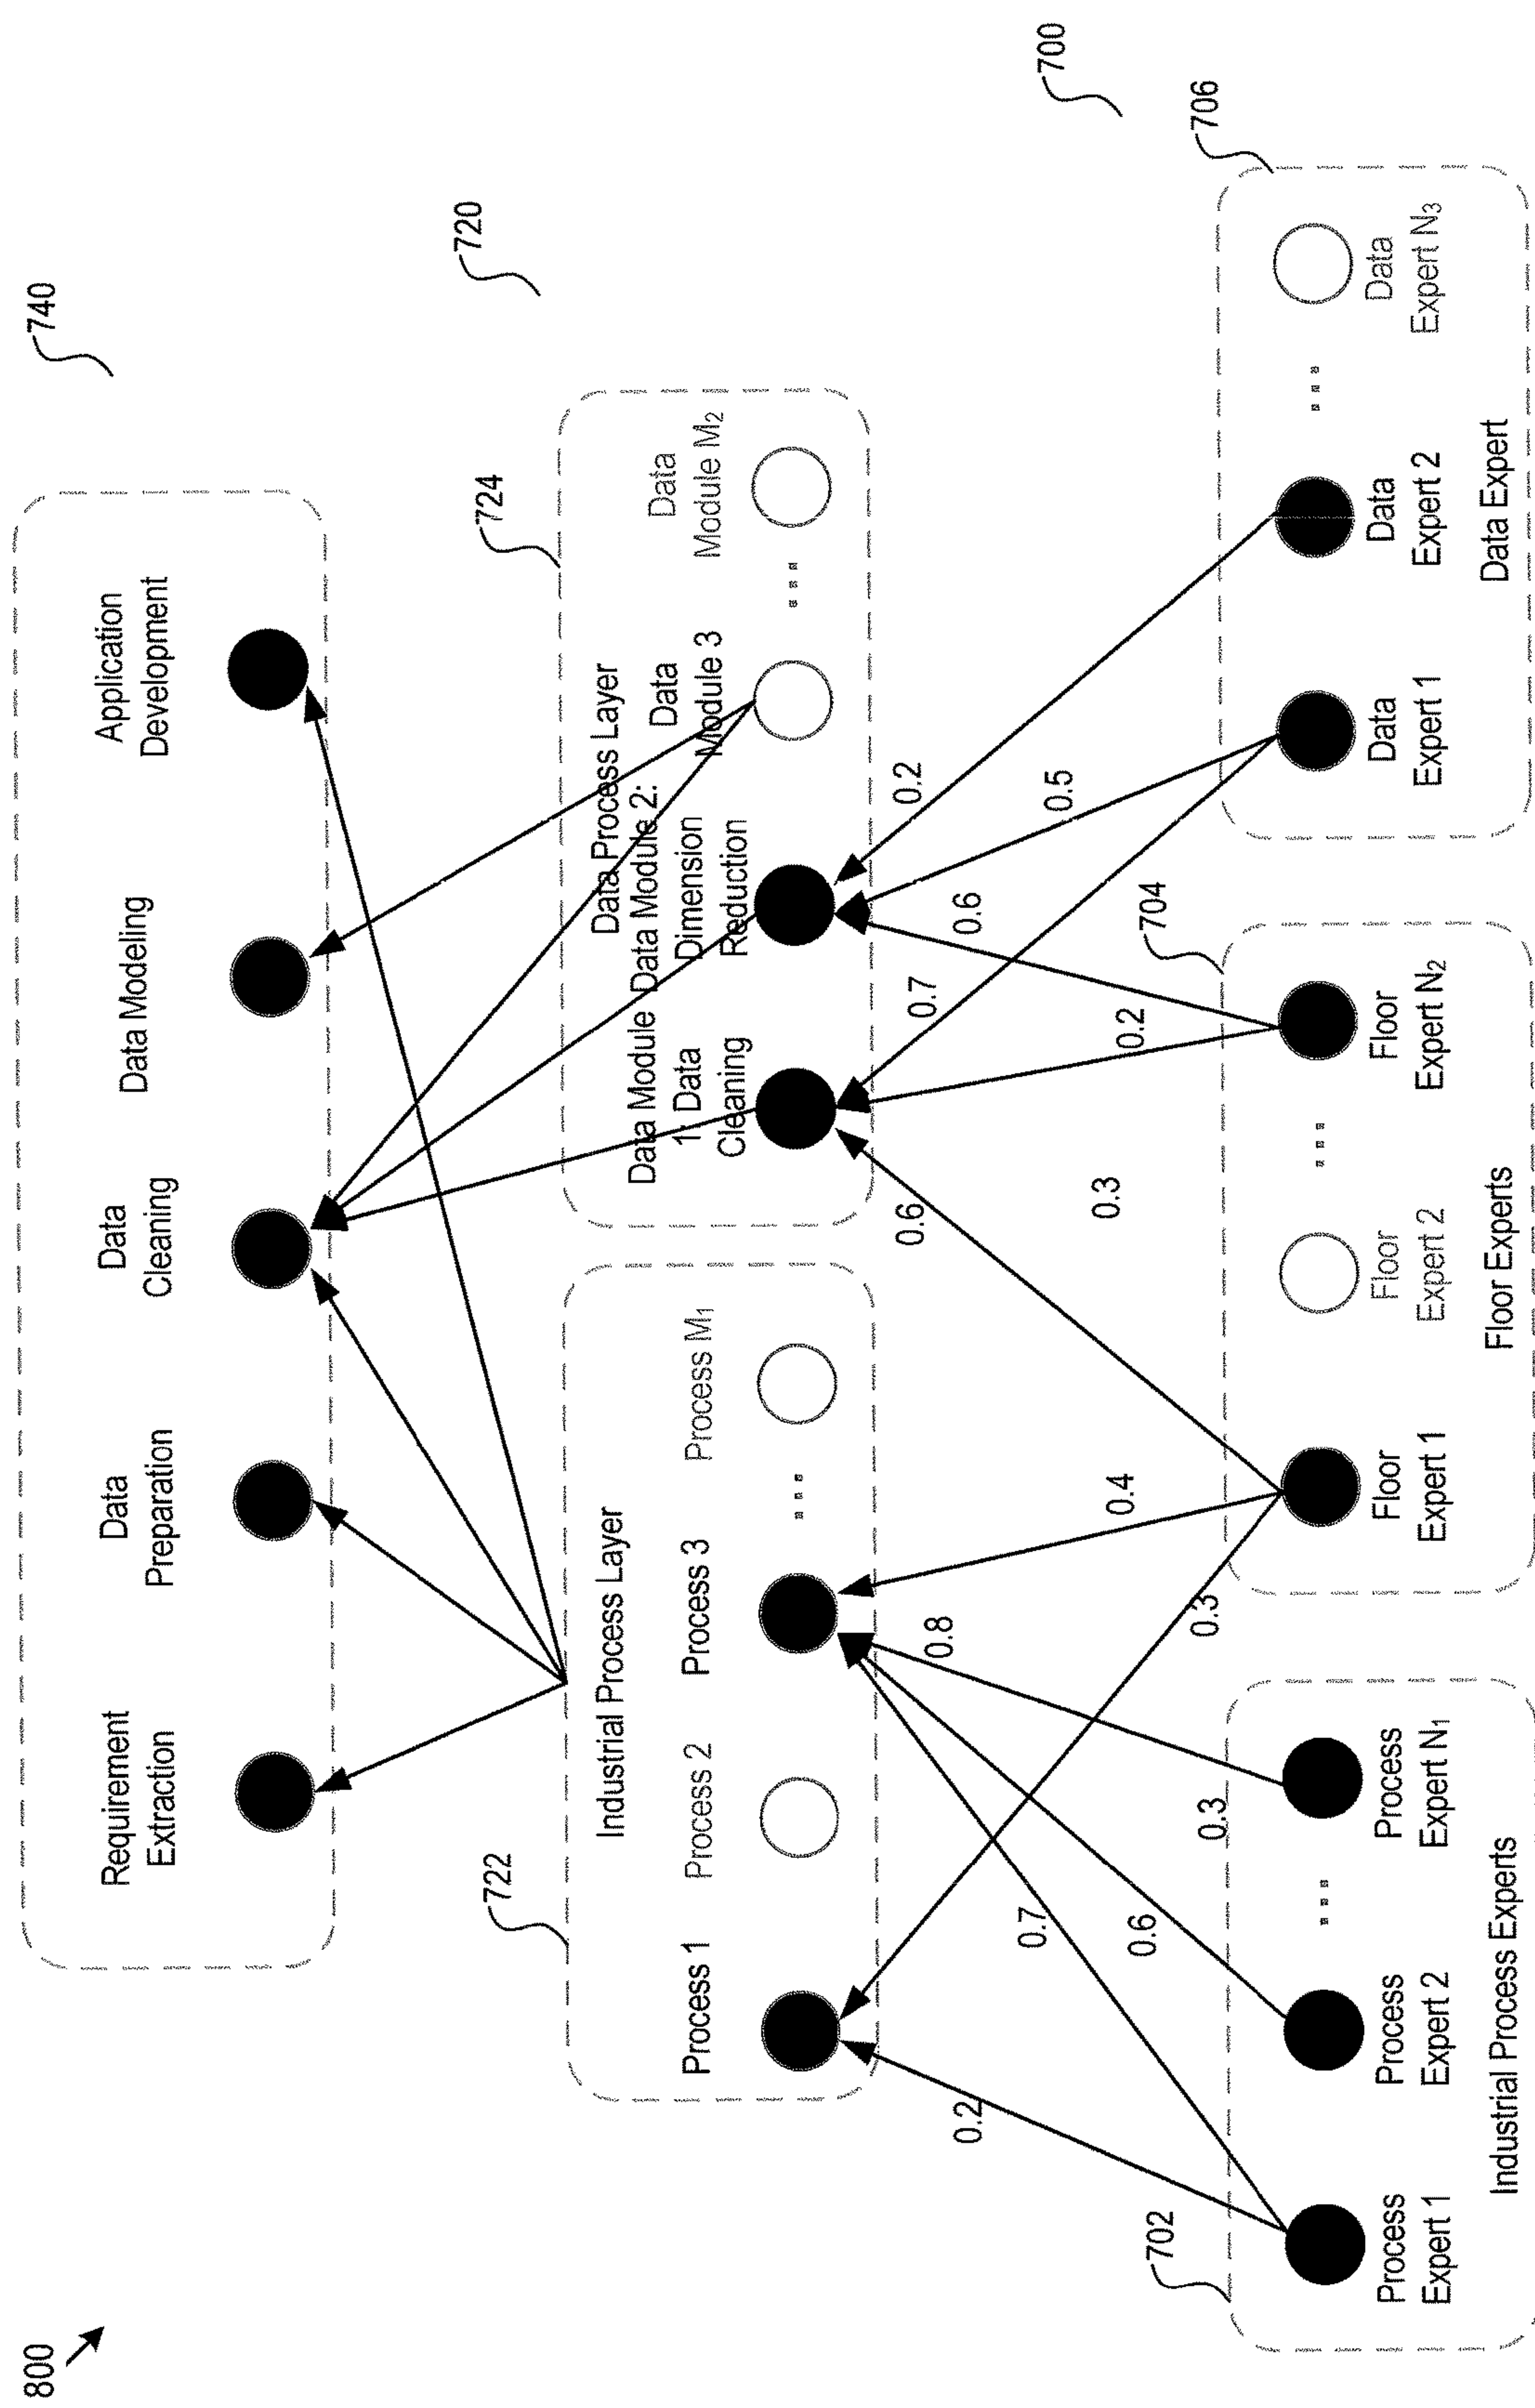 800
740
Requirement
Extraction
Data
Preparation
Data
Cleaning
Data Modeling
Application
Development
720
722
Industrial Process Layer
Process 1
Process 2
Process 3
...
Process M1
724
Data Process Layer
Data Module
1: Data
Cleaning
Data Module 2:
Dimension
Reduction
Data
Module 3
...
Data
Module M2
0.2
0.7
0.6
0.3
0.8
0.3
0.4
0.6
0.3
0.2
0.7
0.6
0.5
0.2
700
702
Process
Expert 1
Process
Expert 2
...
Process
Expert N1
Industrial Process Experts
704
Floor
Expert 1
Floor
Expert 2
...
Floor
Expert N2
Floor Experts
706
Data
Expert 1
Data
Expert 2
...
Data
Expert N3
Data Expert